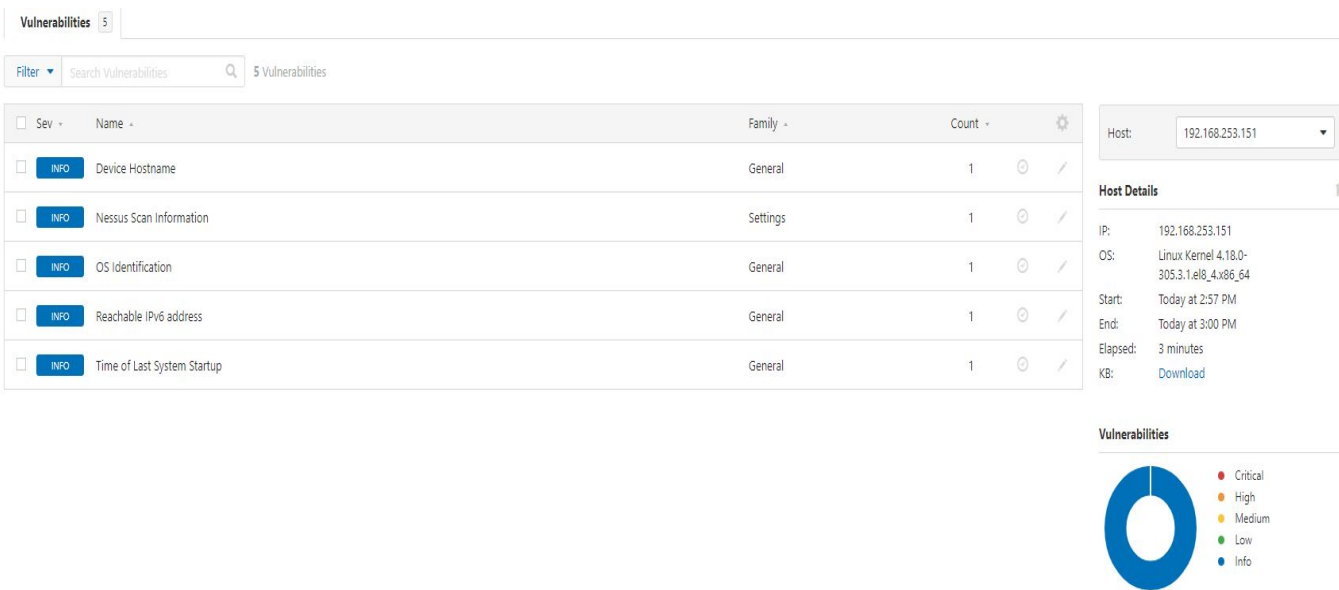 Vulnerabilities 5
Filter Search Vulnerabilities 5 Vulnerabilities
Sev Name Family Count
INFO Device Hostname General 1
INFO Nessus Scan Information Settings 1
INFO OS Identification General 1
INFO Reachable IPv6 address General 1
INFO Time of Last System Startup General 1
Host: 192.168.253.151
Host Details
IP: 192.168.253.151
OS: Linux Kernel 4.18.0-
305.3.1.el8_4.x86_64
Start: Today at 2:57 PM
End: Today at 3:00 PM
Elapsed: 3 minutes
KB: Download
Vulnerabilities
Critical
High
Medium
Low
Info